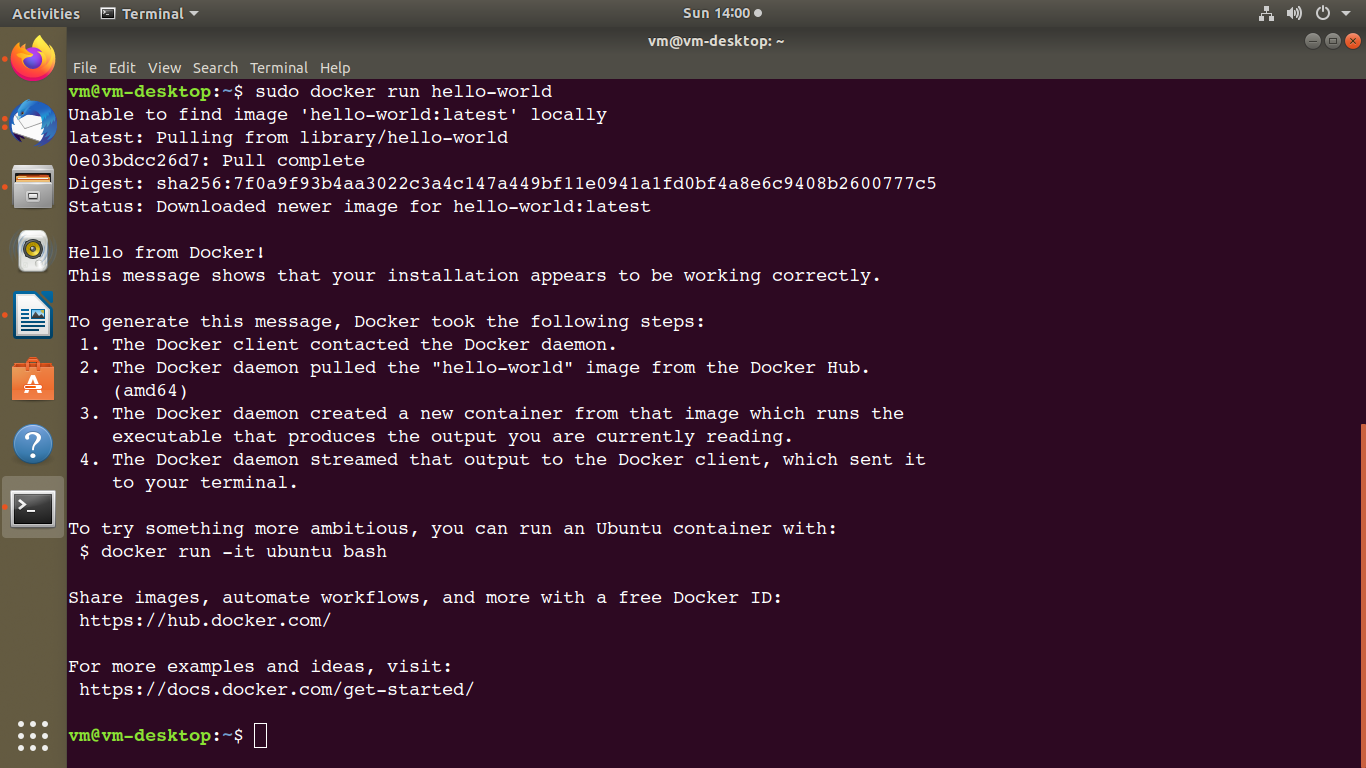 Activities Terminal Sun 14:00
vm@vm-desktop: ~
File Edit View Search Terminal Help
vm@vm-desktop:~$ sudo docker run hello-world
Unable to find image 'hello-world:latest' locally
latest: Pulling from library/hello-world
0e03bdcc26d7: Pull complete
Digest: sha256:7f0a9f93b4aa3022c3a4c147a449bf11e0941a1fd0bf4a8e6c9408b2600777c5
Status: Downloaded newer image for hello-world:latest
Hello from Docker!
This message shows that your installation appears to be working correctly.
To generate this message, Docker took the following steps:
1. The Docker client contacted the Docker daemon.
2. The Docker daemon pulled the "hello-world" image from the Docker Hub.
(amd64)
3. The Docker daemon created a new container from that image which runs the
executable that produces the output you are currently reading.
4. The Docker daemon streamed that output to the Docker client, which sent it
to your terminal.
To try something more ambitious, you can run an Ubuntu container with:
$ docker run -it ubuntu bash
Share images, automate workflows, and more with a free Docker ID:
https://hub.docker.com/
For more examples and ideas, visit:
https://docs.docker.com/get-started/
vm@vm-desktop:~$